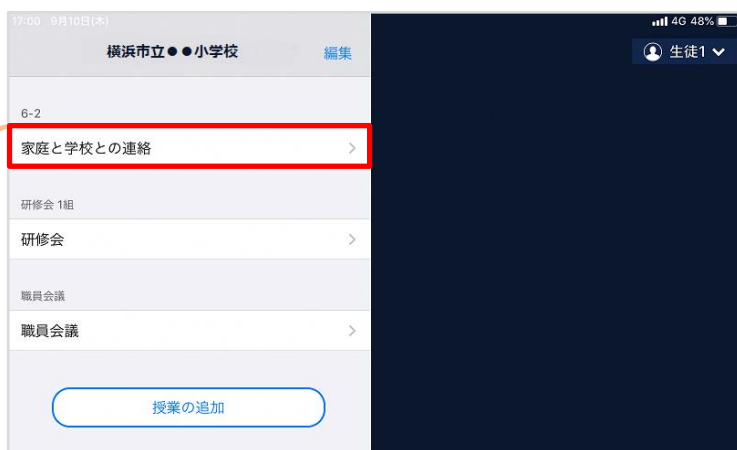 17:00 9月10日(木)
4G 48%
横浜市立●●小学校
編集
生徒1
6-2
家庭と学校との連絡
研修会 1組
研修会
職員会議
職員会議
授業の追加